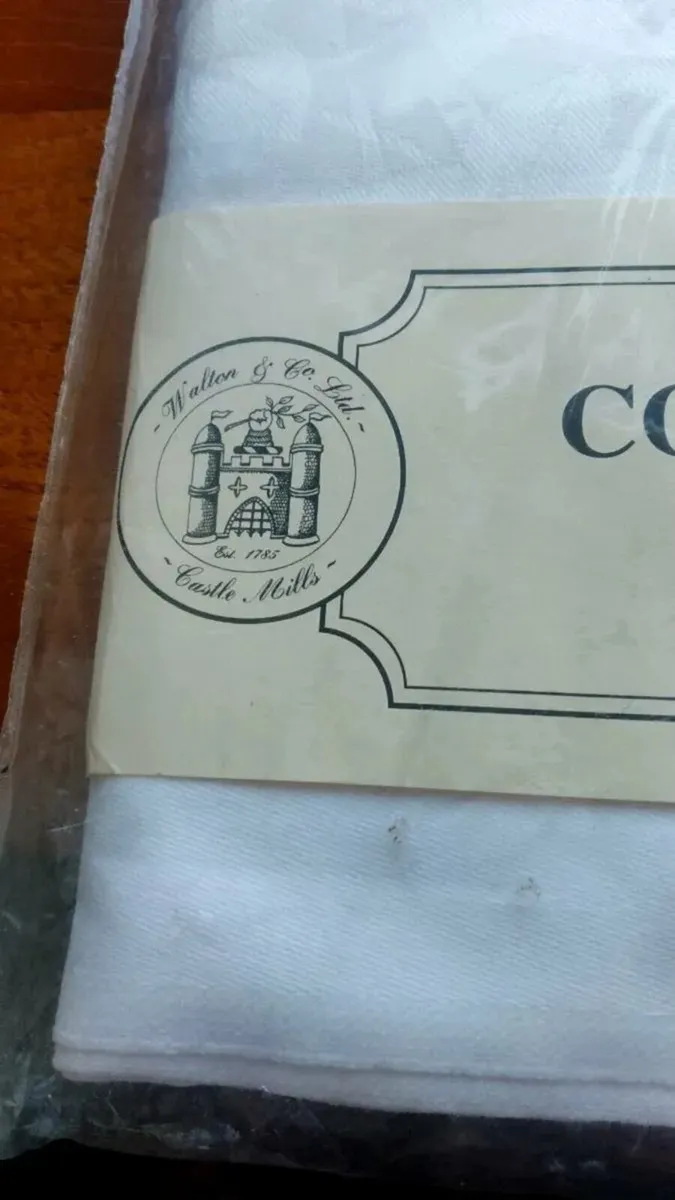 - Walton & Co. Ltd. -
Est. 1785
- Castle Mills -
CO